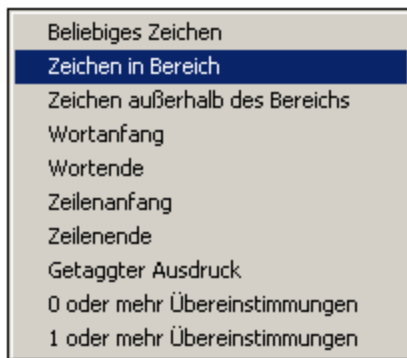 Beliebiges Zeichen
Zeichen in Bereich
Zeichen außerhalb des Bereichs
Wortanfang
Wortende
Zeilenanfang
Zeilenende
Getaggter Ausdruck
0 oder mehr Übereinstimmungen
1 oder mehr Übereinstimmungen